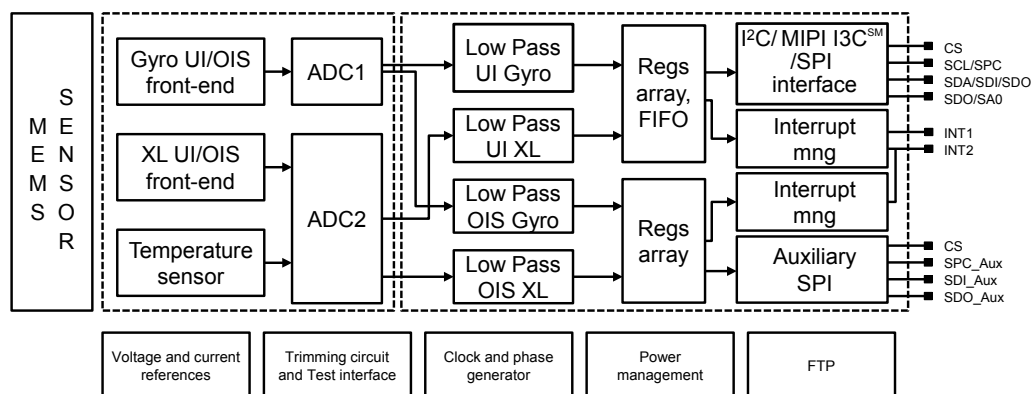 MEMS
SENSOR
Gyro UI/OIS
front-end
XL UI/OIS
front-end
Temperature
sensor
ADC1
ADC2
Low Pass
UI Gyro
Low Pass
UI XL
Low Pass
OIS Gyro
Low Pass
OIS XL
Regs
array,
FIFO
Regs
array
I²C/ MIPI I3C℠
/SPI
interface
Interrupt
mng
Interrupt
mng
Auxiliary
SPI
CS
SCL/SPC
SDA/SDI/SDO
SDO/SA0
INT1
INT2
CS
SPC_Aux
SDI_Aux
SDO_Aux
Voltage and current
references
Trimming circuit
and Test interface
Clock and phase
generator
Power
management
FTP